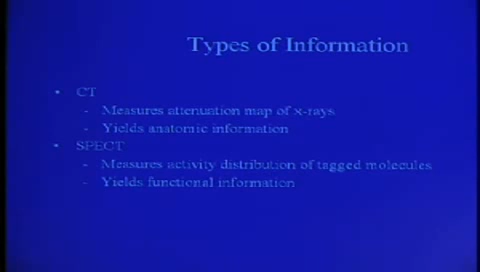 Types of Information
• CT
- Measures attenuation map of x-rays
- Yields anatomic information
• SPECT
- Measures activity distribution of tagged molecules
- Yields functional information